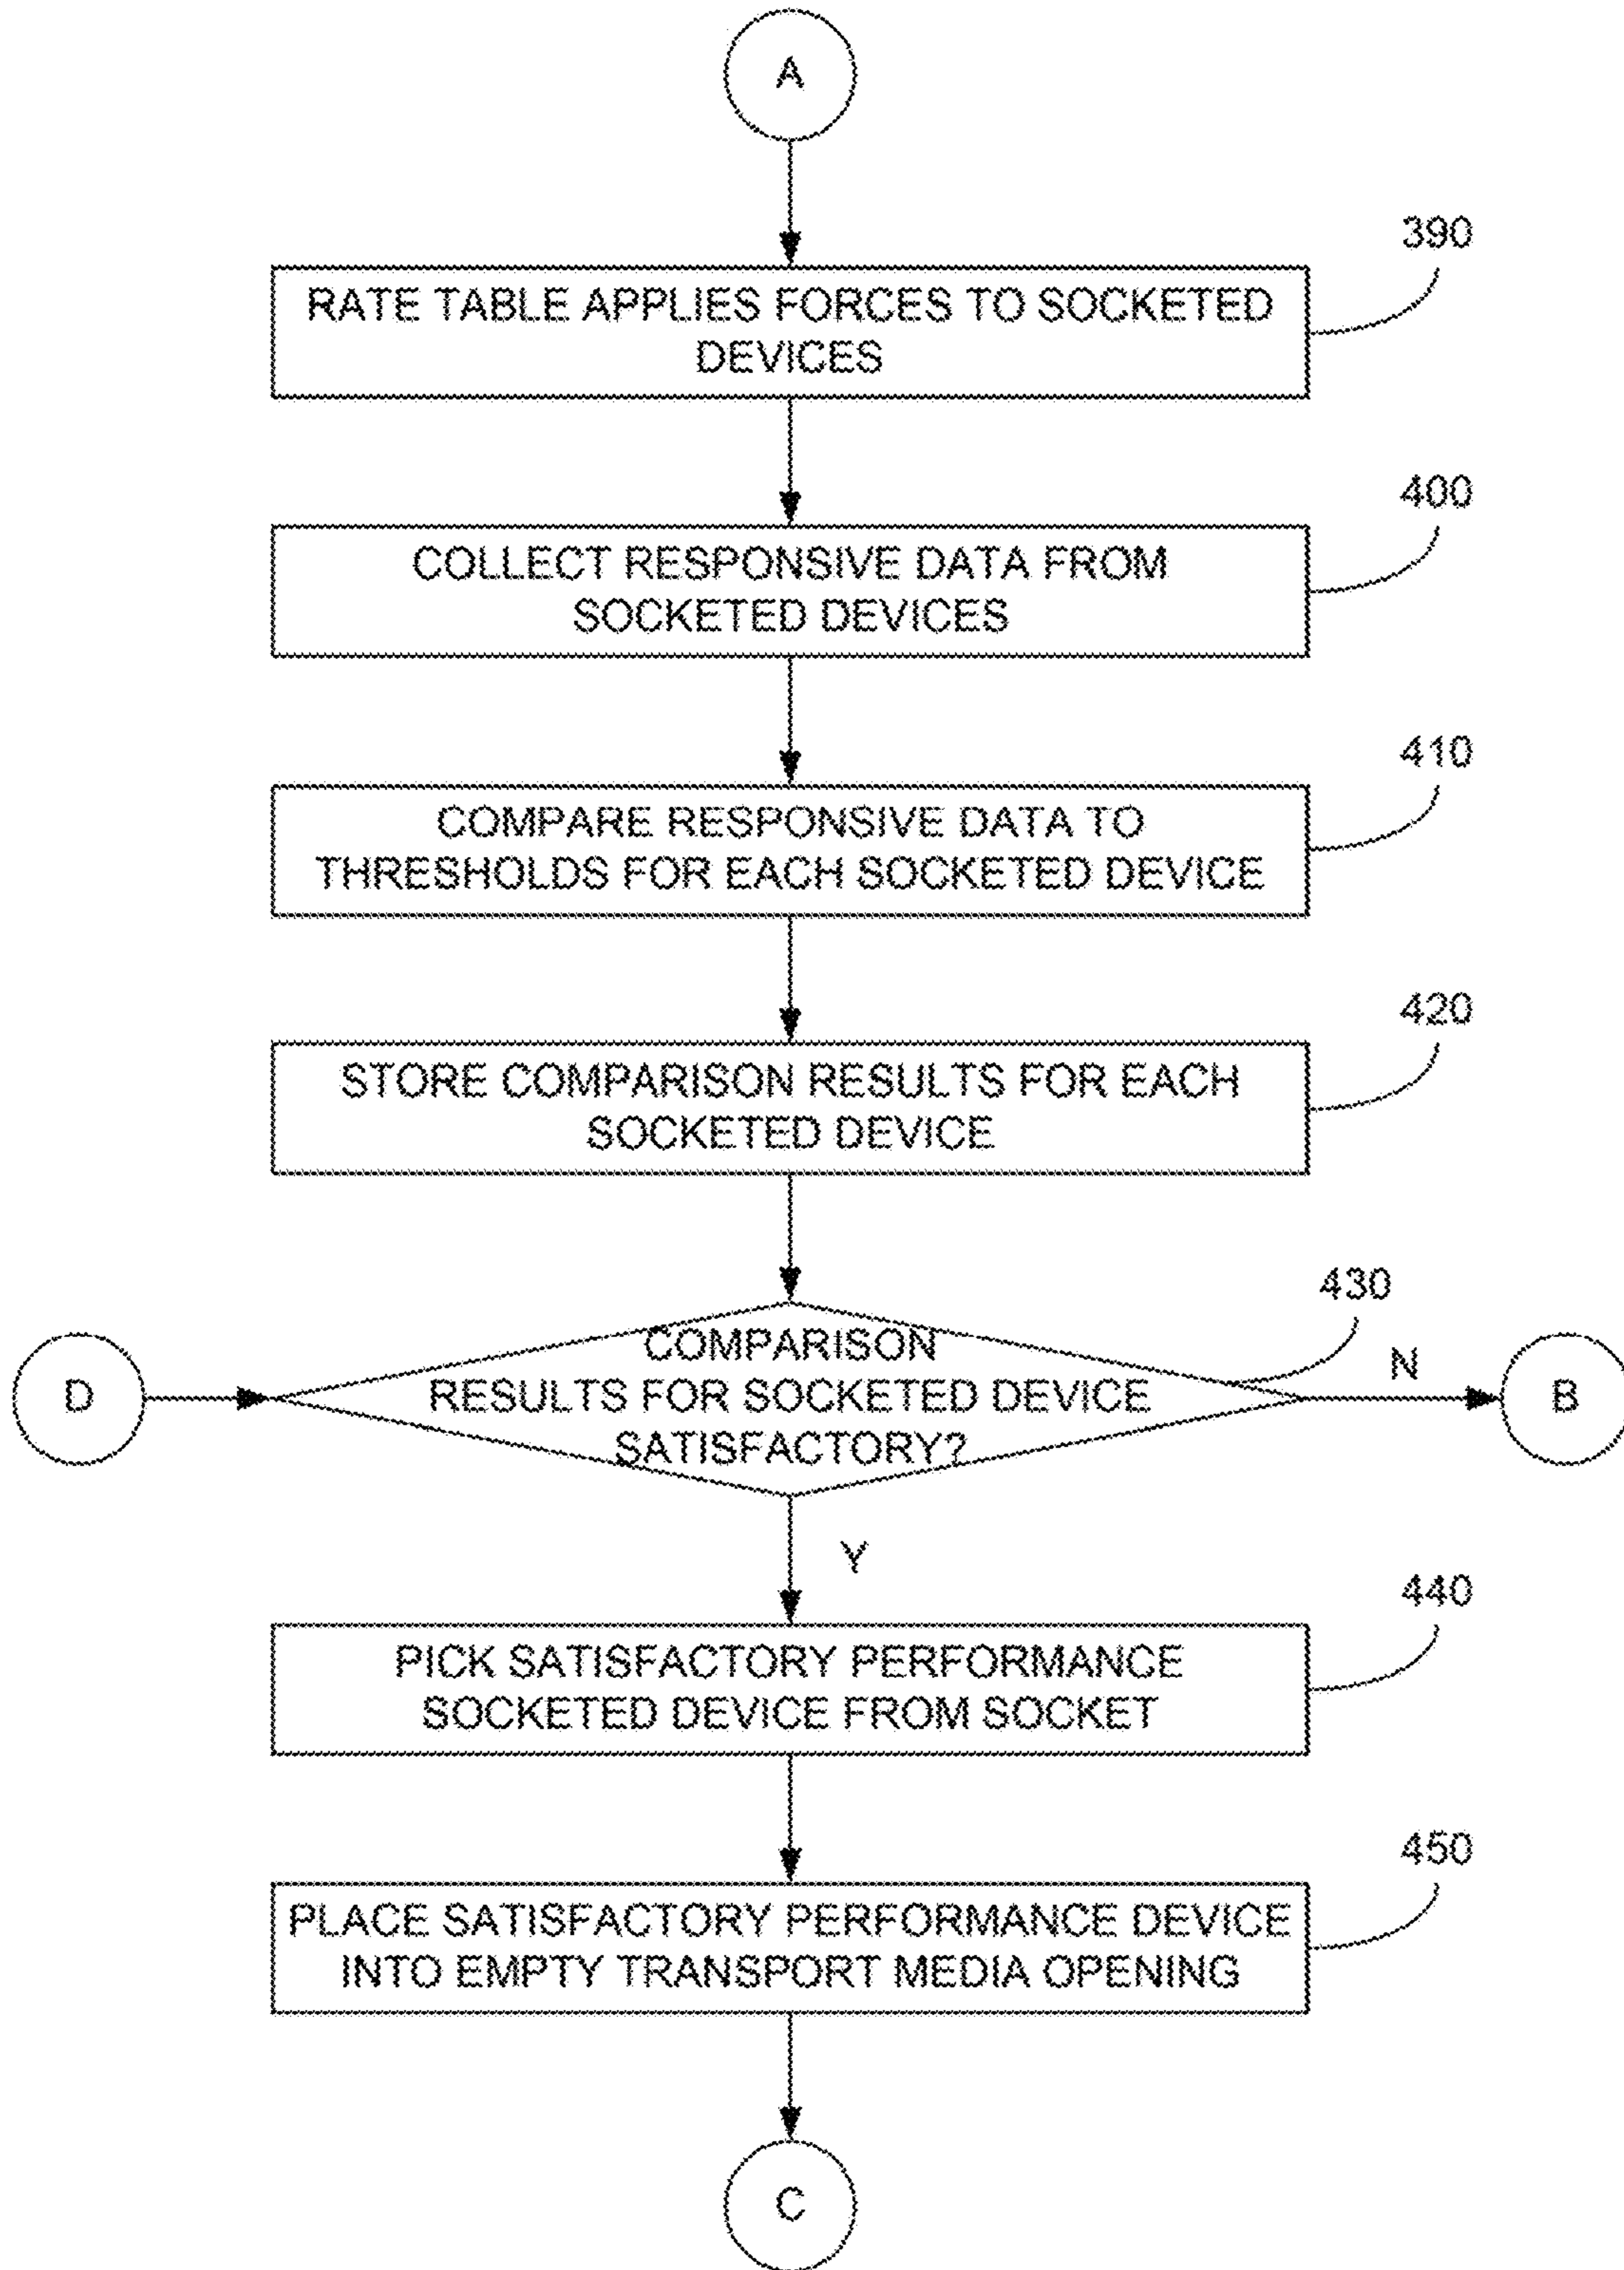 A
390
RATE TABLE APPLIES FORCES TO SOCKETED
DEVICES
400
COLLECT RESPONSIVE DATA FROM
SOCKETED DEVICES
410
COMPARE RESPONSIVE DATA TO
THRESHOLDS FOR EACH SOCKETED DEVICE
420
STORE COMPARISON RESULTS FOR EACH
SOCKETED DEVICE
430
COMPARISON
RESULTS FOR SOCKETED DEVICE
SATISFACTORY?
D
N
B
Y
440
PICK SATISFACTORY PERFORMANCE
SOCKETED DEVICE FROM SOCKET
450
PLACE SATISFACTORY PERFORMANCE DEVICE
INTO EMPTY TRANSPORT MEDIA OPENING
C